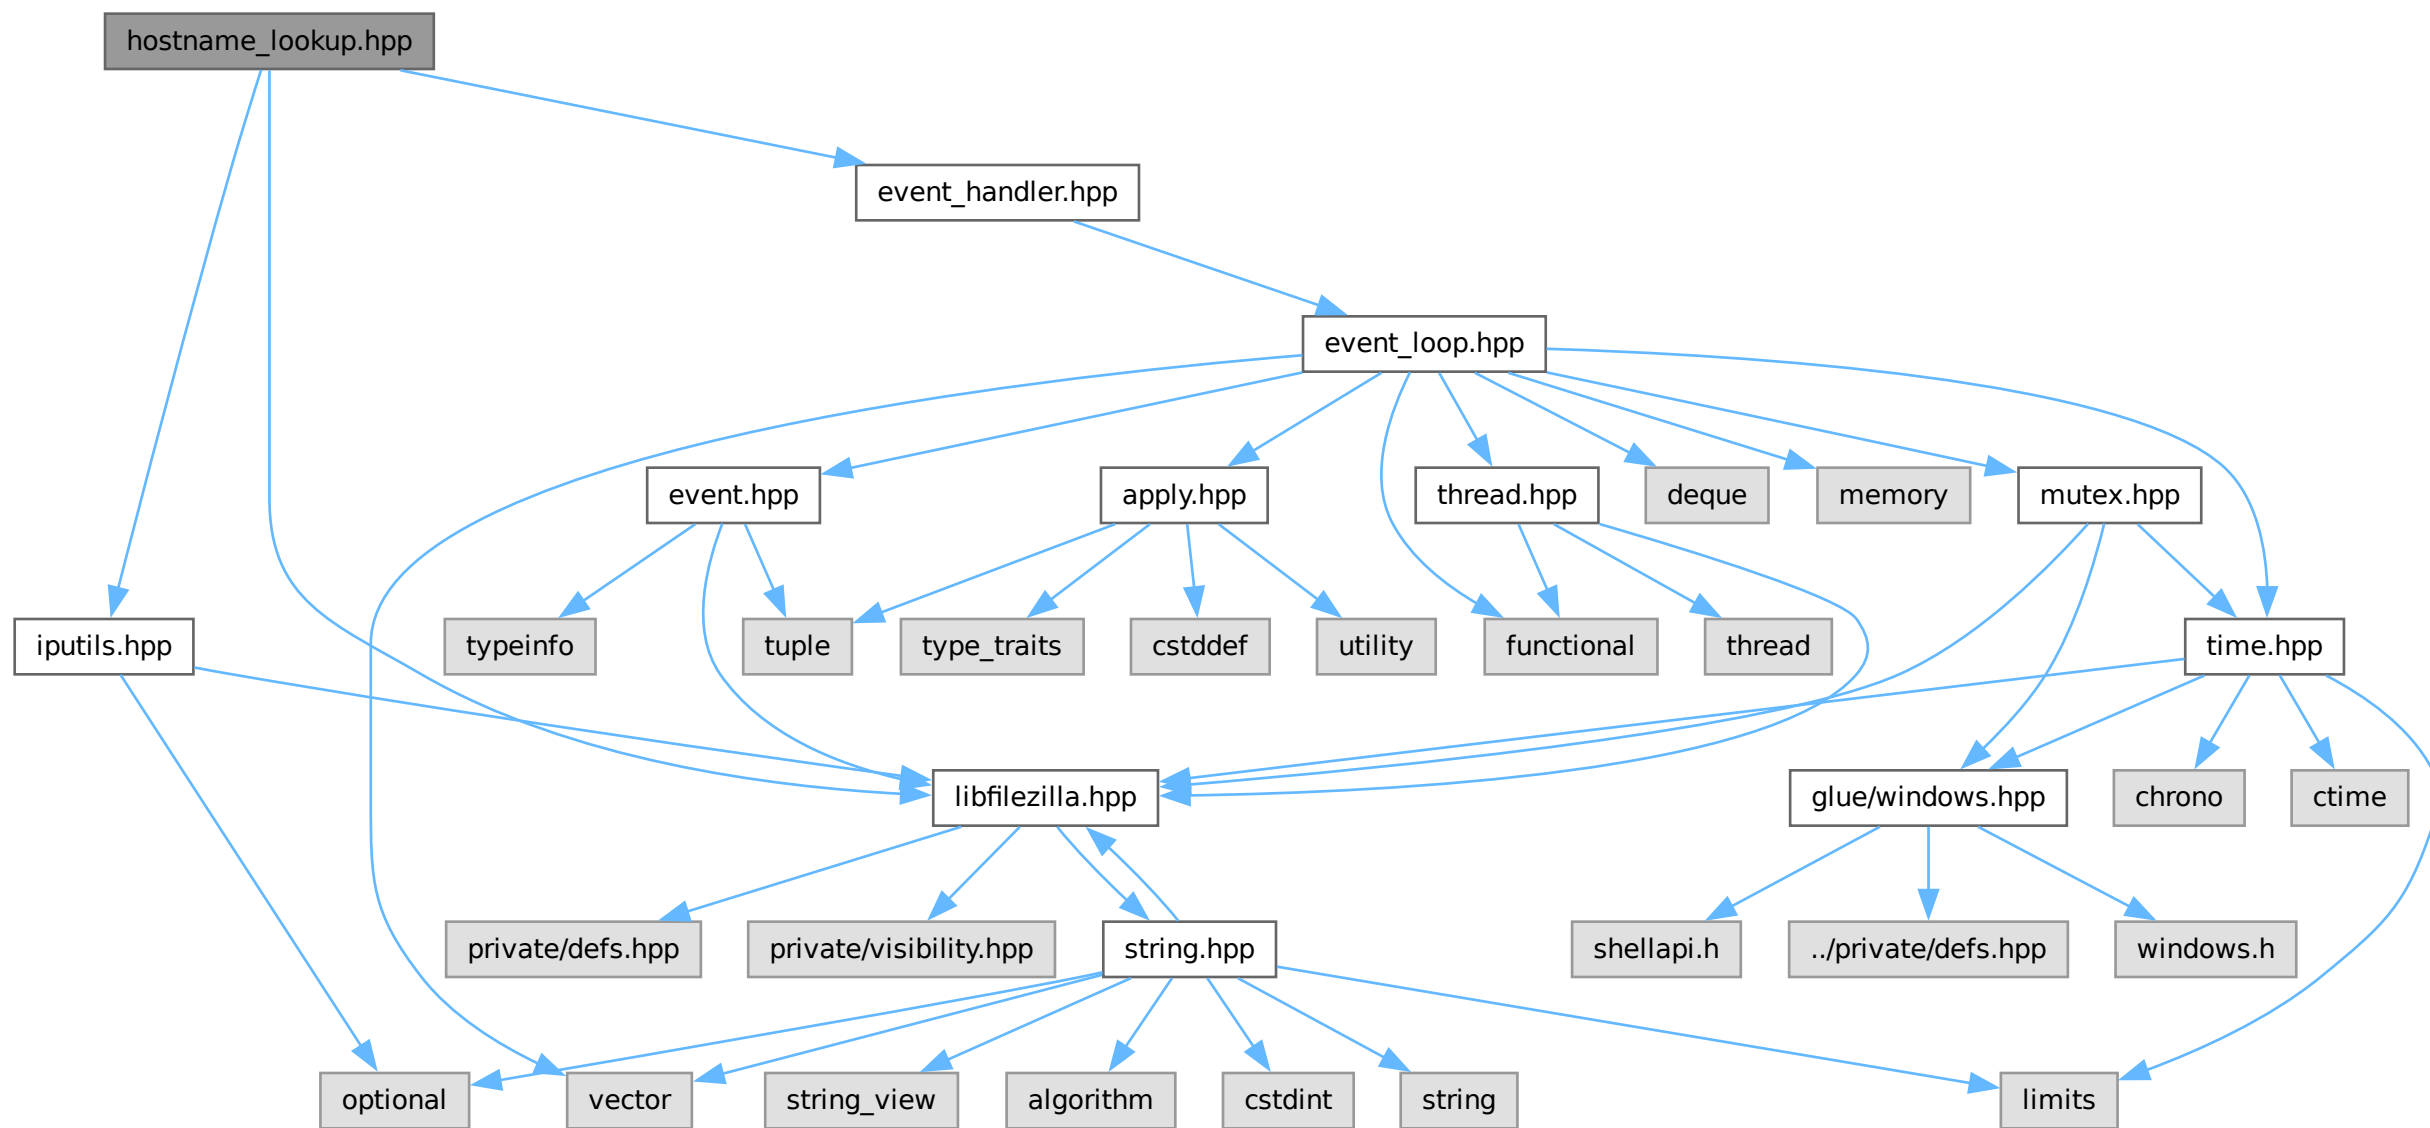 hostname_lookup.hpp
event_handler.hpp
event_loop.hpp
event.hpp
apply.hpp
thread.hpp
deque
memory
mutex.hpp
iputils.hpp
typeinfo
tuple
type_traits
cstddef
utility
functional
thread
time.hpp
libfilezilla.hpp
glue/windows.hpp
chrono
ctime
private/defs.hpp
private/visibility.hpp
string.hpp
shellapi.h
../private/defs.hpp
windows.h
optional
vector
string_view
algorithm
cstdint
string
limits